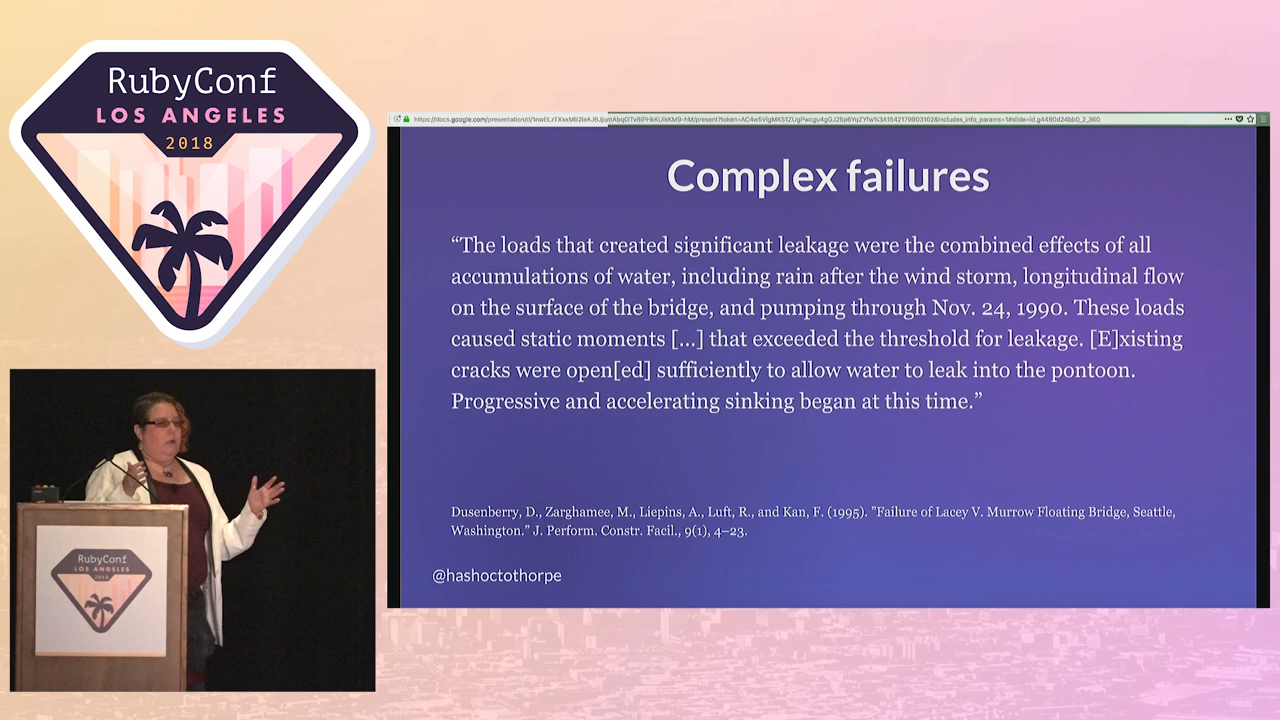 RubyConf
LOS ANGELES
2018
Complex failures
“The loads that created significant leakage were the combined effects of all
accumulations of water, including rain after the wind storm, longitudinal flow
on the surface of the bridge, and pumping through Nov. 24, 1990. These loads
caused static moments [...] that exceeded the threshold for leakage. [E]xisting
cracks were open[ed] sufficiently to allow water to leak into the pontoon.
Progressive and accelerating sinking began at this time.”
Dusenberry, D., Zarghamee, M., Liepins, A., Luft, R., and Kan, F. (1995). ”Failure of Lacey V. Murrow Floating Bridge, Seattle,
Washington.” J. Perform. Constr. Facil., 9(1), 4–23.
@hashoctothorpe
RubyConf
LOS ANGELES
2018